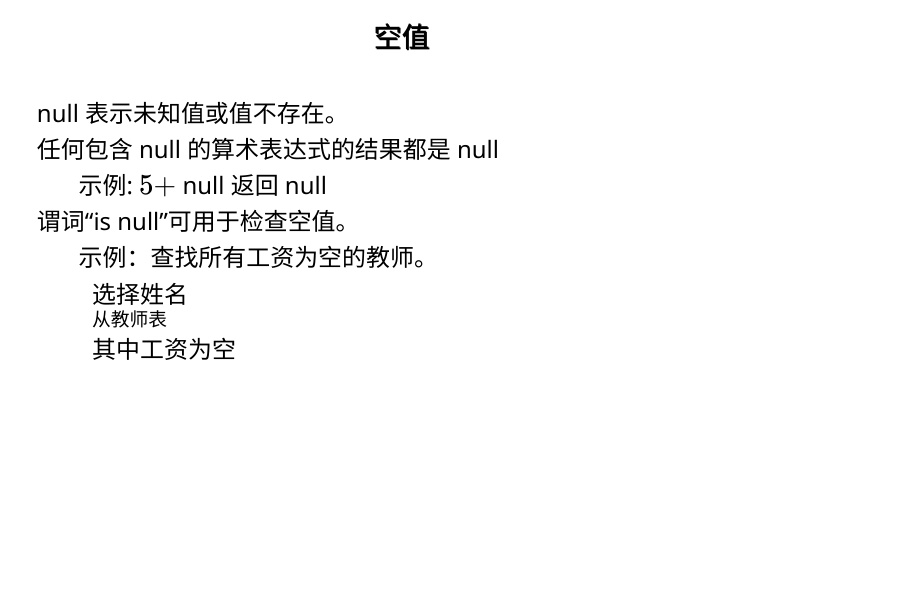 空值
null 表示未知值或值不存在。
任何包含 null 的算术表达式的结果都是 null
示例: 5+ null 返回 null
谓词“is null”可用于检查空值。
示例：查找所有工资为空的教师。
选择姓名
从教师表
其中工资为空